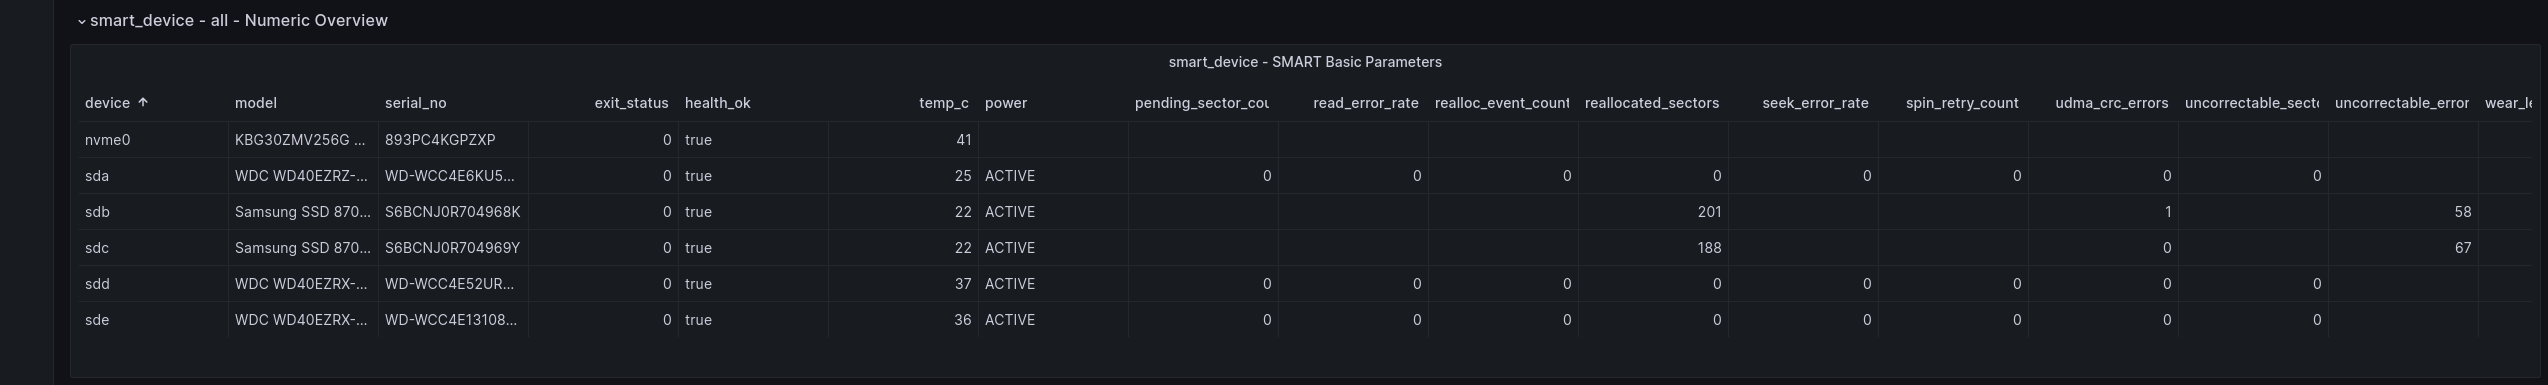 smart_device - all - Numeric Overview
smart_device - SMART Basic Parameters
device ↑ model serial_no exit_status health_ok temp_c power pending_sector_cou read_error_rate realloc_event_count reallocated_sectors seek_error_rate spin_retry_count udma_crc_errors uncorrectable_secto uncorrectable_error wear_le
nvme0 KBG30ZMV256G ... 893PC4KGPZXP 0 true 41
sda WDC WD40EZRZ-... WD-WCC4E6KU5... 0 true 25 ACTIVE 0 0 0 0 0 0 0 0
sdb Samsung SSD 870... S6BCNJ0R704968K 0 true 22 ACTIVE 201 1 58
sdc Samsung SSD 870... S6BCNJ0R704969Y 0 true 22 ACTIVE 188 0 67
sdd WDC WD40EZRX-... WD-WCC4E52UR... 0 true 37 ACTIVE 0 0 0 0 0 0 0 0
sde WDC WD40EZRX-... WD-WCC4E13108... 0 true 36 ACTIVE 0 0 0 0 0 0 0 0